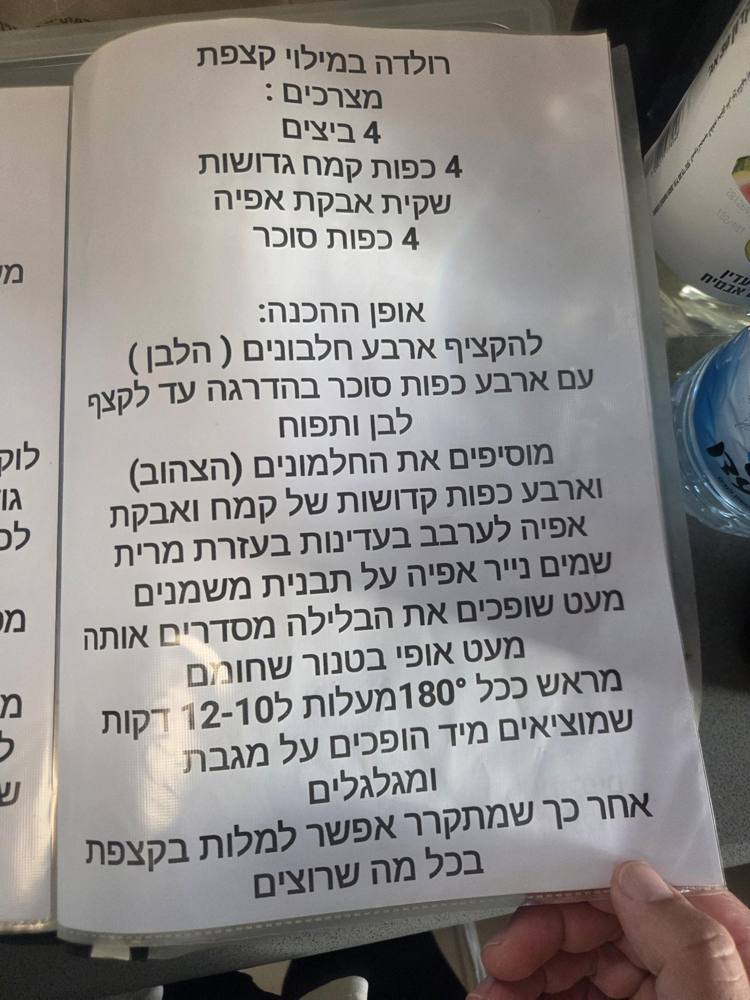 רולדה במילוי קצפת
מצרכים :
4 ביצים
4 כפות קמח גדושות
שקית אבקת אפיה
4 כפות סוכר
אופן ההכנה:
להקציף ארבע חלבונים ( הלבן )
עם ארבע כפות סוכר בהדרגה עד לקצף
לבן ותפוח
מוסיפים את החלמונים (הצהוב)
וארבע כפות קדושות של קמח ואבקת
אפיה לערבב בעדינות בעזרת מרית
שמים נייר אפיה על תבנית משמנים
מעט שופכים את הבלילה מסדרים אותה
מעט אופי בטנור שחומם
מראש ככל 180°מעלות ל10-12 דקות
שמוציאים מיד הופכים על מגבת
ומגלגלים
אחר כך שמתקרר אפשר למלות בקצפת
בכל מה שרוצים
עדין
אבטיח